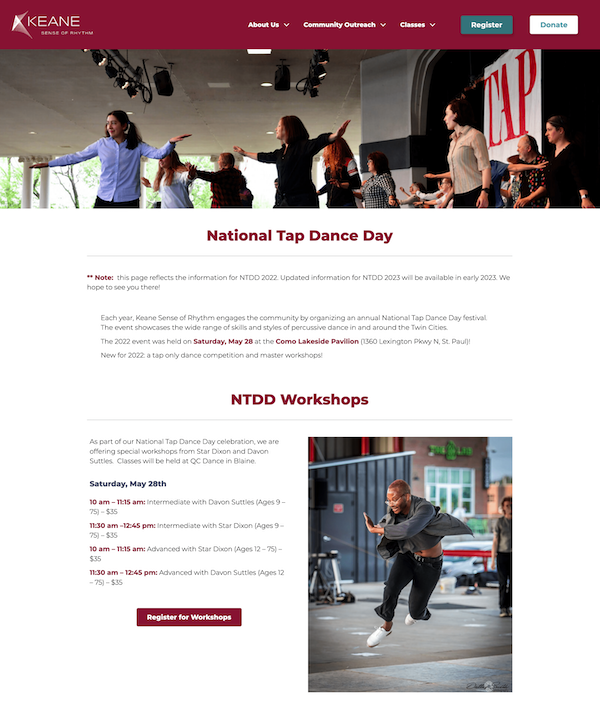 KEANE
SENSE OF RHYTHM
About Us
Community Outreach
Classes
Register
Donate
TAP
National Tap Dance Day
** Note: this page reflects the information for NTDD 2022. Updated information for NTDD 2023 will be available in early 2023. We
hope to see you there!
Each year, Keane Sense of Rhythm engages the community by organizing an annual National Tap Dance Day festival.
The event showcases the wide range of skills and styles of percussive dance in and around the Twin Cities.
The 2022 event was held on Saturday, May 28 at the Como Lakeside Pavilion (1360 Lexington Pkwy N, St. Paul)!
New for 2022: a tap only dance competition and master workshops!
NTDD Workshops
As part of our National Tap Dance Day celebration, we are
offering special workshops from Star Dixon and Davon
Suttles. Classes will be held at QC Dance in Blaine.
Saturday, May 28th
10 am – 11:15 am: Intermediate with Davon Suttles (Ages 9 –
75) – $35
11:30 am –12:45 pm: Intermediate with Star Dixon (Ages 9 –
75) – $35
10 am – 11:15 am: Advanced with Star Dixon (Ages 12 – 75) –
$35
11:30 am – 12:45 pm: Advanced with Davon Suttles (Ages 12
– 75) – $35
Register for Workshops